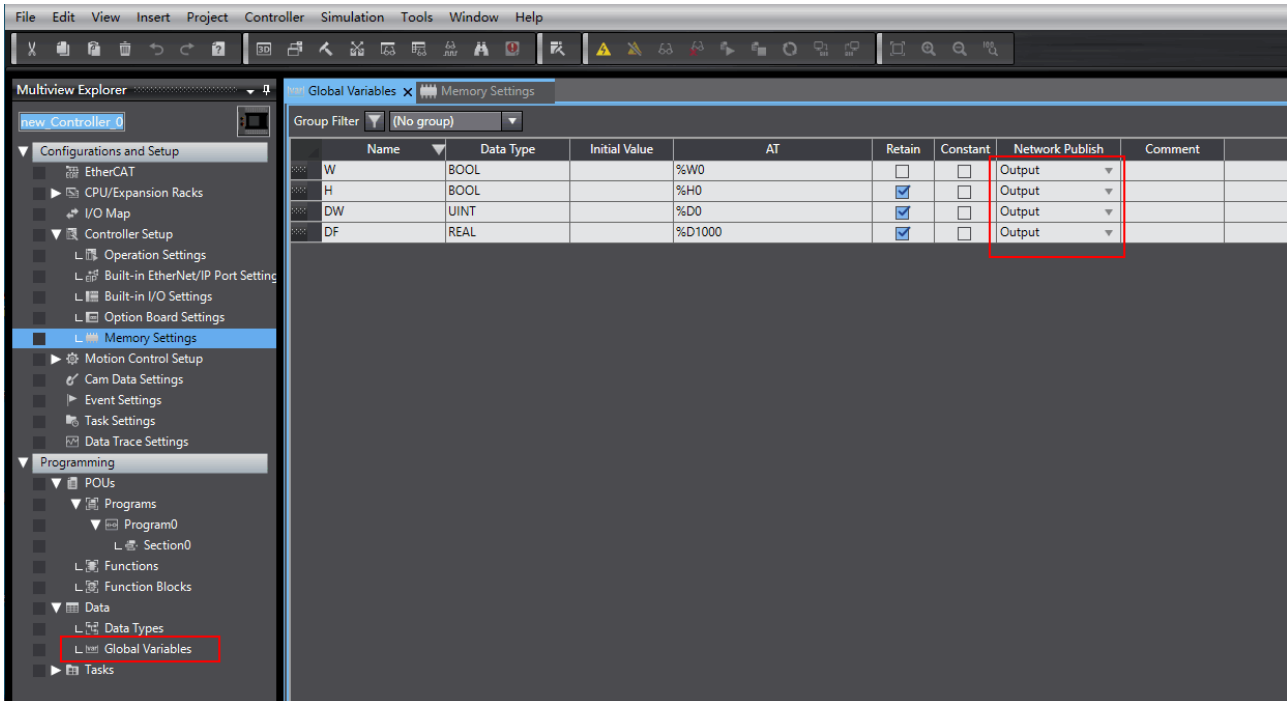 File Edit View Insert Project Controller Simulation Tools Window Help
Multiview Explorer
new_Controller_0
Configurations and Setup
EtherCAT
CPU/Expansion Racks
I/O Map
Controller Setup
Operation Settings
Built-in EtherNet/IP Port Setting
Built-in I/O Settings
Option Board Settings
Memory Settings
Motion Control Setup
Cam Data Settings
Event Settings
Task Settings
Data Trace Settings
Programming
POUs
Programs
Program0
Section0
Functions
Function Blocks
Data
Data Types
Global Variables
Tasks
Global Variables Memory Settings
Group Filter (No group)
Name Data Type Initial Value AT Retain Constant Network Publish Comment
W BOOL %W0 Output
H BOOL %H0 Output
DW UINT %D0 Output
DF REAL %D1000 Output